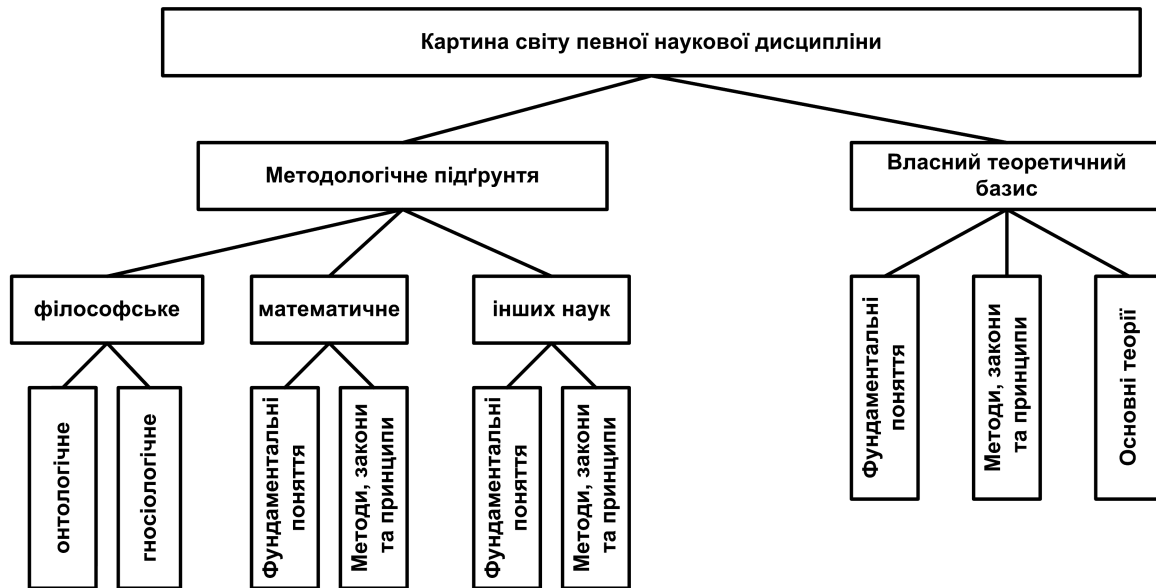 Картина світу певної наукової дисципліни
Методологічне підґрунтя
Власний теоретичний
базис
філософське
математичне
інших наук
онтологічне
гносіологічне
Фундаментальні
поняття
Методи, закони
та принципи
Фундаментальні
поняття
Методи, закони
та принципи
Фундаментальні
поняття
Методи, закони
та принципи
Основні теорії